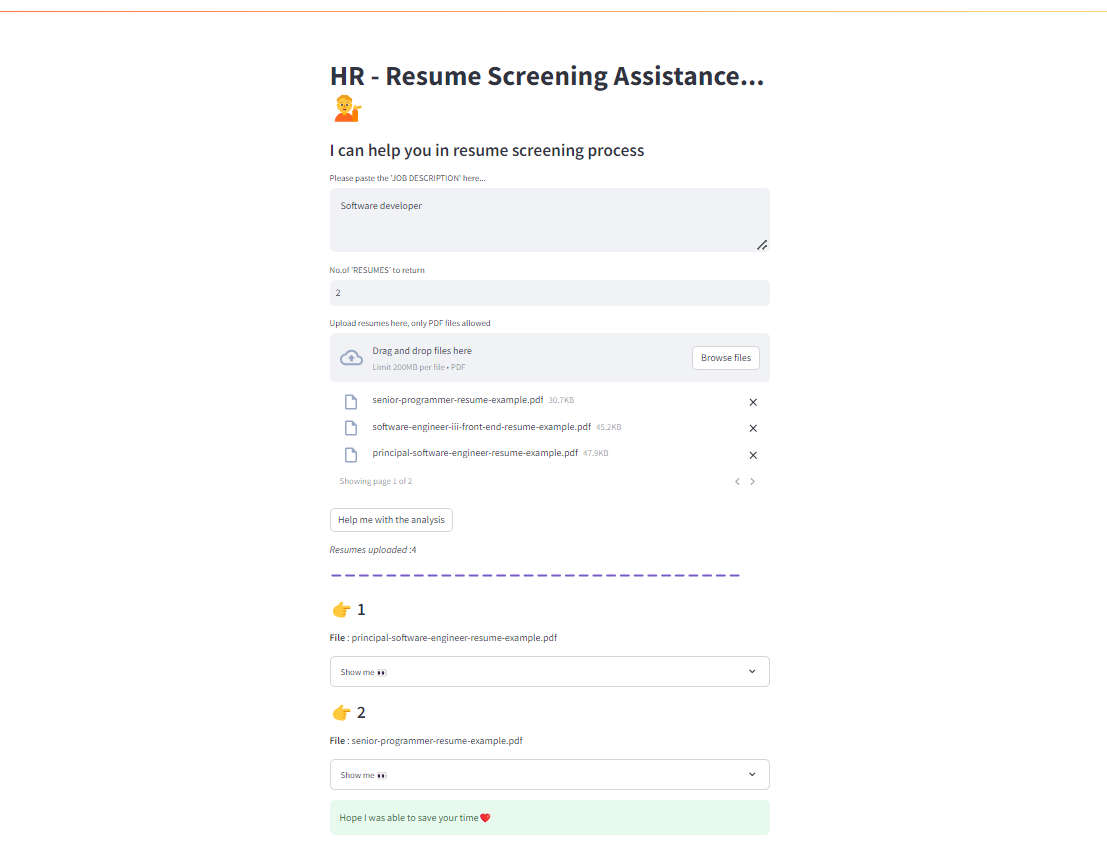 HR - Resume Screening Assistance...
💁
I can help you in resume screening process
Please paste the 'JOB DESCRIPTION' here...
Software developer
No.of 'RESUMES' to return
2
Upload resumes here, only PDF files allowed
Drag and drop files here
Limit 200MB per file • PDF
Browse files
senior-programmer-resume-example.pdf 30.7KB
software-engineer-iii-front-end-resume-example.pdf 45.2KB
principal-software-engineer-resume-example.pdf 47.9KB
Showing page 1 of 2
Help me with the analysis
Resumes uploaded :4
👉 1
File : principal-software-engineer-resume-example.pdf
Show me 👀
👉 2
File : senior-programmer-resume-example.pdf
Show me 👀
Hope I was able to save your time❤️